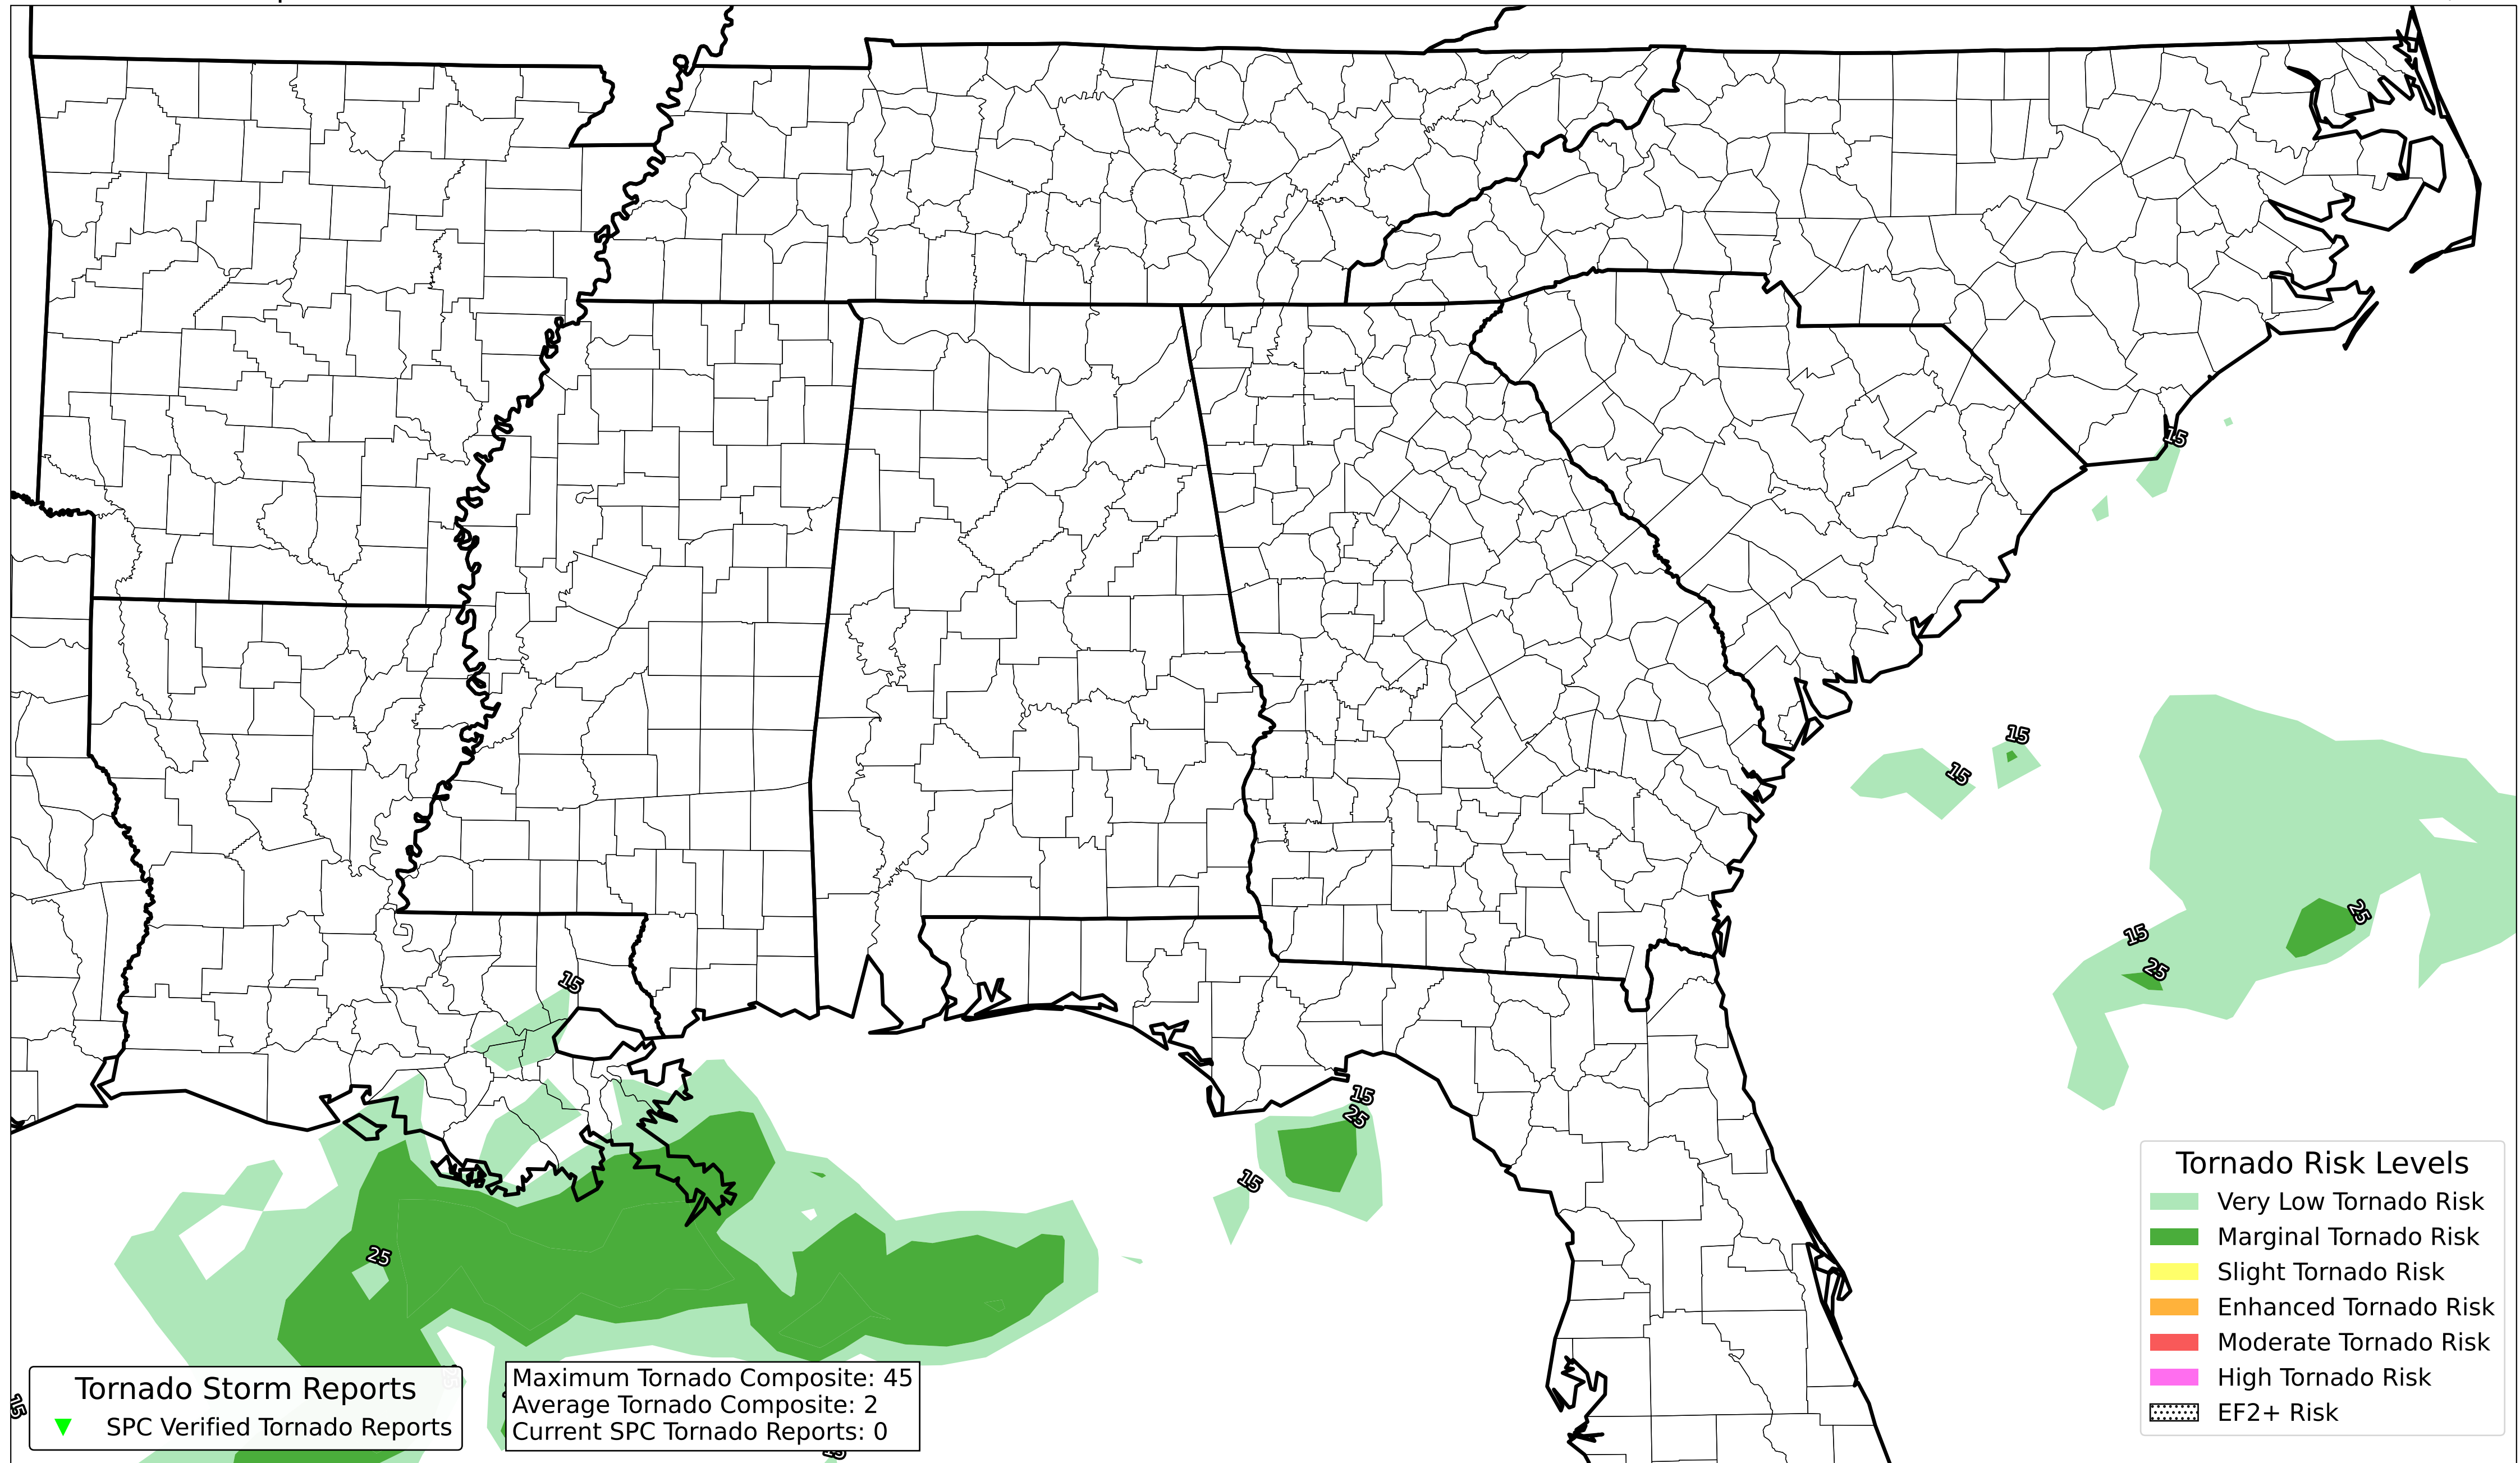 15
15
15
15
25
15
25
15
25
15
25
15
Tornado Risk Levels
Very Low Tornado Risk
Marginal Tornado Risk
Slight Tornado Risk
Enhanced Tornado Risk
Moderate Tornado Risk
High Tornado Risk
EF2+ Risk
Tornado Storm Reports
SPC Verified Tornado Reports
Maximum Tornado Composite: 45
Average Tornado Composite: 2
Current SPC Tornado Reports: 0